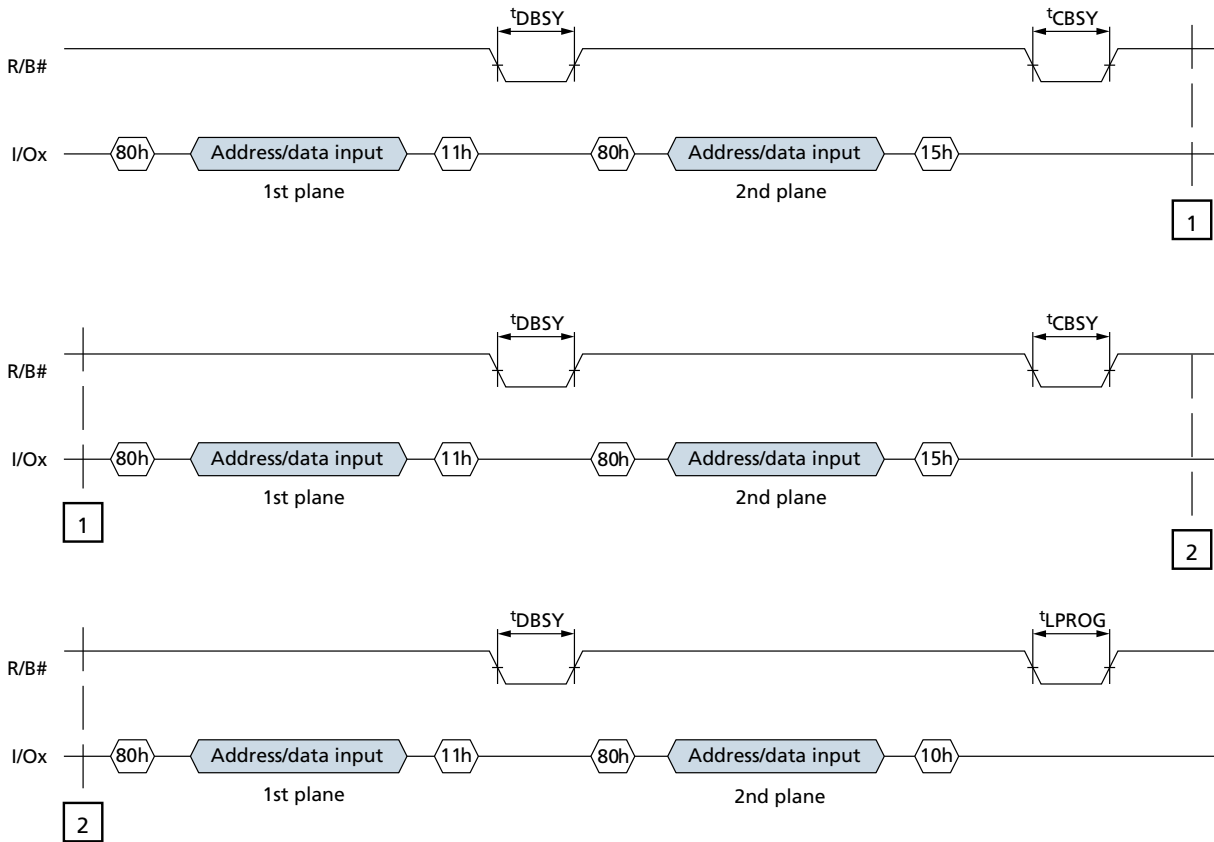 tDBSY tCBSY
R/B#
I/Ox 80h Address/data input 11h 80h Address/data input 15h
1st plane 2nd plane
1
tDBSY tCBSY
R/B#
I/Ox 80h Address/data input 11h 80h Address/data input 15h
1st plane 2nd plane
1
2
tDBSY tLPROG
R/B#
I/Ox 80h Address/data input 11h 80h Address/data input 10h
1st plane 2nd plane
2